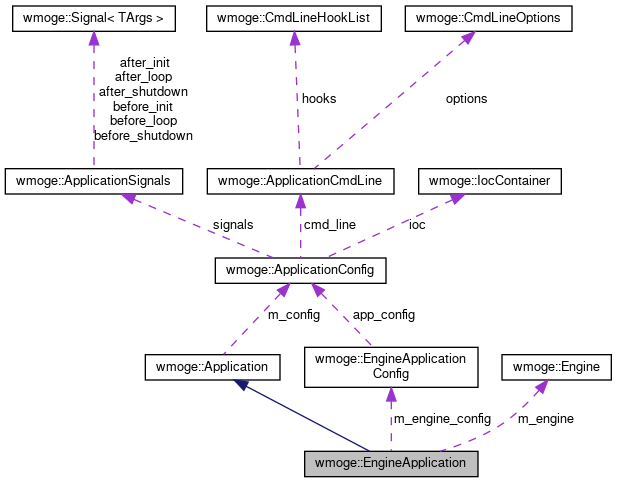 wmoge::Signal< TArgs >
wmoge::CmdLineHookList
wmoge::CmdLineOptions
after_init
after_loop
after_shutdown
before_init
before_loop
before_shutdown
hooks
options
wmoge::ApplicationSignals
wmoge::ApplicationCmdLine
wmoge::IocContainer
signals
cmd_line
ioc
wmoge::ApplicationConfig
m_config
app_config
wmoge::Application
wmoge::EngineApplication
Config
wmoge::Engine
m_engine_config
m_engine
wmoge::EngineApplication